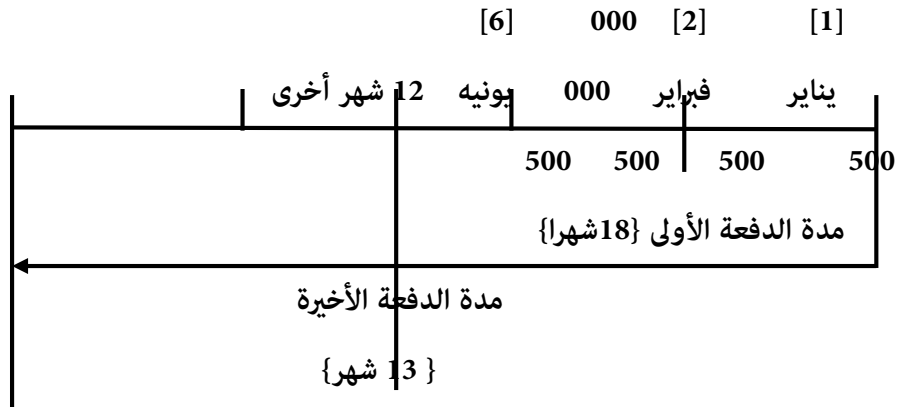 [1] [2] 000 [6]
يناير فبراير 000 يونيه 12 شهر أخرى
500 500 500 500
مدة الدفعة الأولى {18شهرا}
مدة الدفعة الأخيرة
{ 13 شهر}